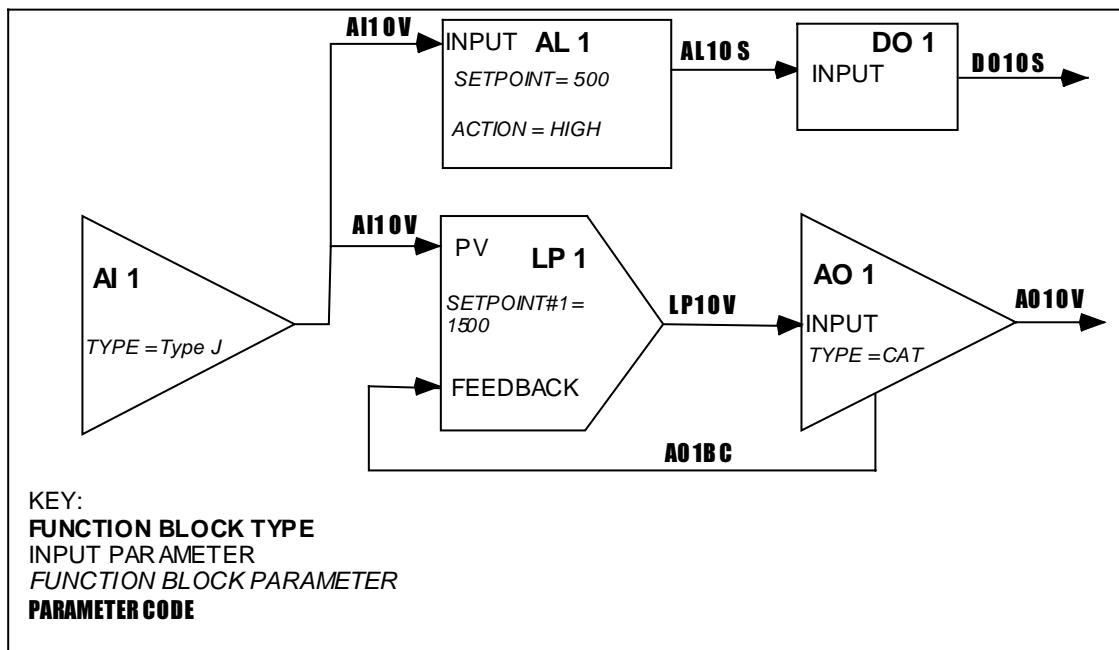 AI1OV
INPUT AL 1
SETPOINT= 500
ACTION = HIGH
AL1OS
DO 1
INPUT
DO1OS
AI 1
TYPE =Type J
AI1OV
PV
LP 1
SETPOINT#1=
1500
FEEDBACK
LP1OV
AO 1
INPUT
TYPE =CAT
AO1OV
AO1BC
KEY:
FUNCTION BLOCK TYPE
INPUT PARAMETER
FUNCTION BLOCK PARAMETER
PARAMETER CODE